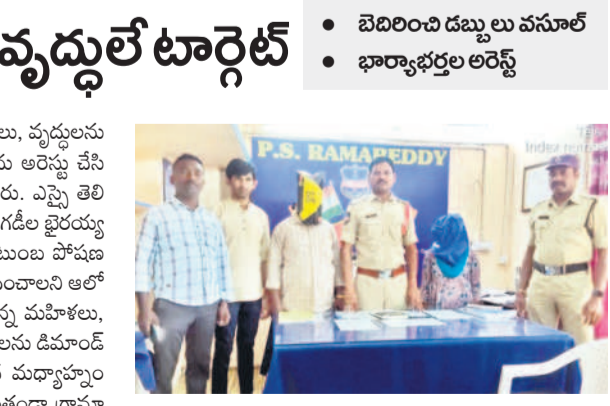 వృద్ధులే టార్గెట్
● బెదిరించి డబ్బులు వసూల్
● భార్యాభర్తల అరెస్ట్
లు, వృద్ధులను
అరెస్టు చేసి
రు. ఎస్సై తెలి
గడీల భైరయ్య
టుంబ పోషణ
ంచాలని ఆలో
న్న మహిళలు,
లను డిమాండ్
మధ్యాహ్నం
P.S. RAMAREDDY